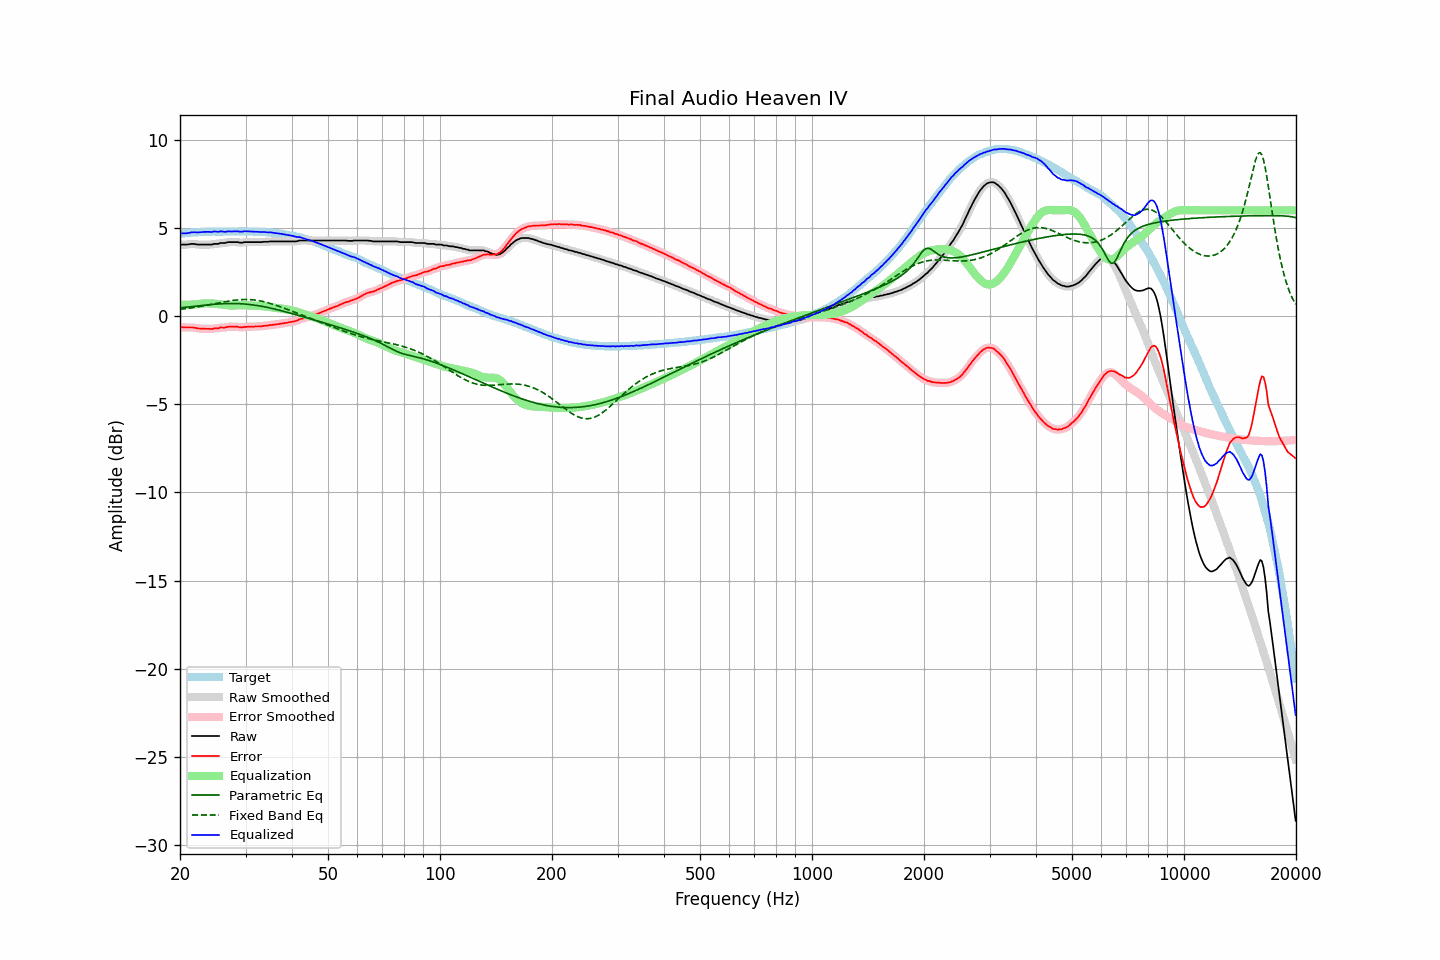 Final Audio Heaven IV
Amplitude (dBr)
10
5
0
−5
−10
−15
−20
−25
−30
Target
Raw Smoothed
Error Smoothed
Raw
Error
Equalization
Parametric Eq
Fixed Band Eq
Equalized
20 50 100 200 500 1000 2000 5000 10000 20000
Frequency (Hz)